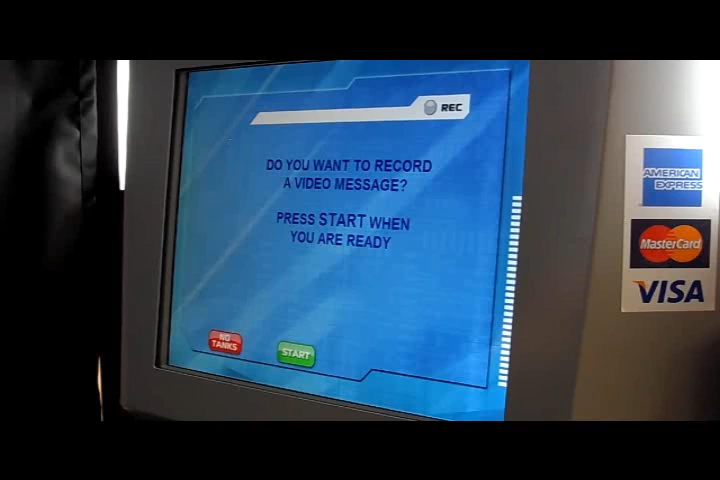 REC
DO YOU WANT TO RECORD
A VIDEO MESSAGE?
PRESS START WHEN
YOU ARE READY
NO
TANKS
START
AMERICAN
EXPRESS
MasterCard
VISA